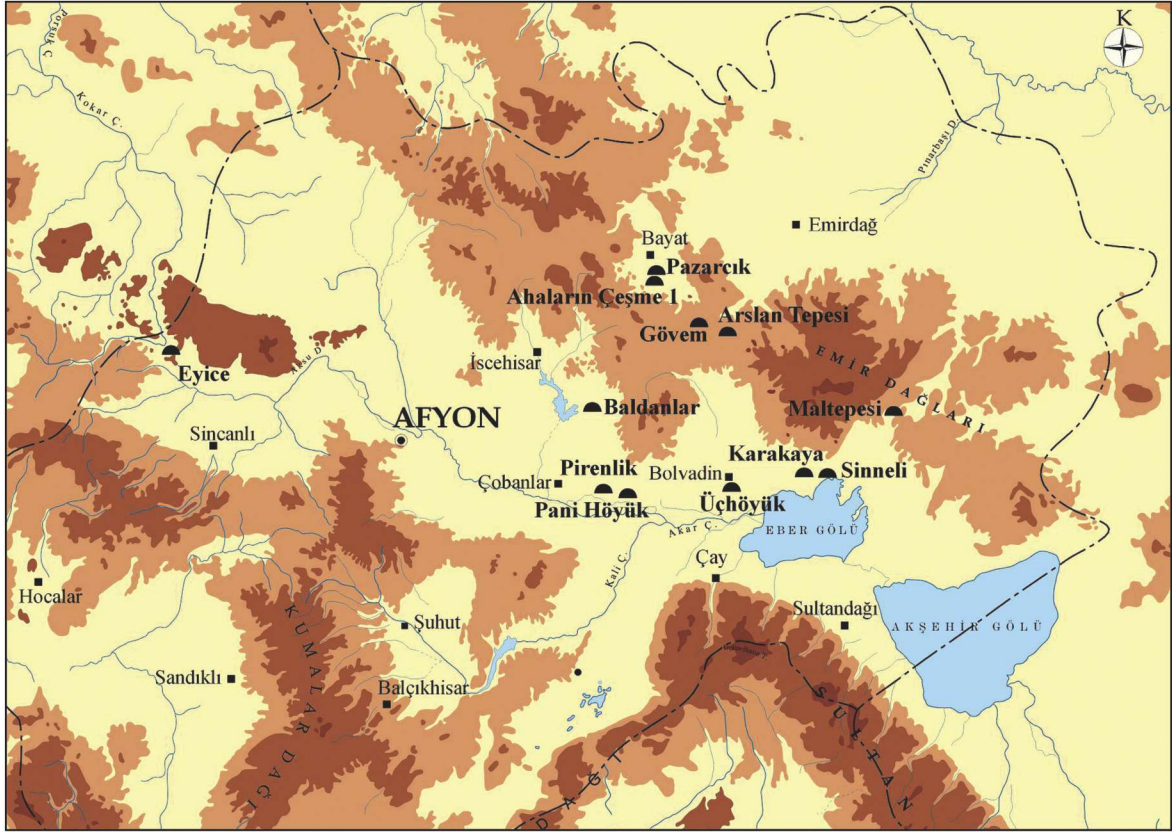 K
Porsuk Ç.
Kokar Ç.
Pınarbaşı D.
Emirdağ
Bayat
Pazarcık
Ahaların Çeşme 1
Arslan Tepesi
Gövem
EMİR DAĞLARI
İscehisar
Aksu D.
Eyice
Baldanlar
Maltepesi
AFYON
Sincanlı
Karakaya
Sinneli
Pirenlik
Bolvadin
Çobanlar
Pani Höyük
Üçhöyük
Akar Ç.
EBER GÖLÜ
Kali Ç.
Çay
Hocalar
Sultandağı
AKŞEHİR GÖLÜ
Şuhut
KUMALAR DAĞI
Sandıklı
Balçıkhisar
SULTAN
DAĞI